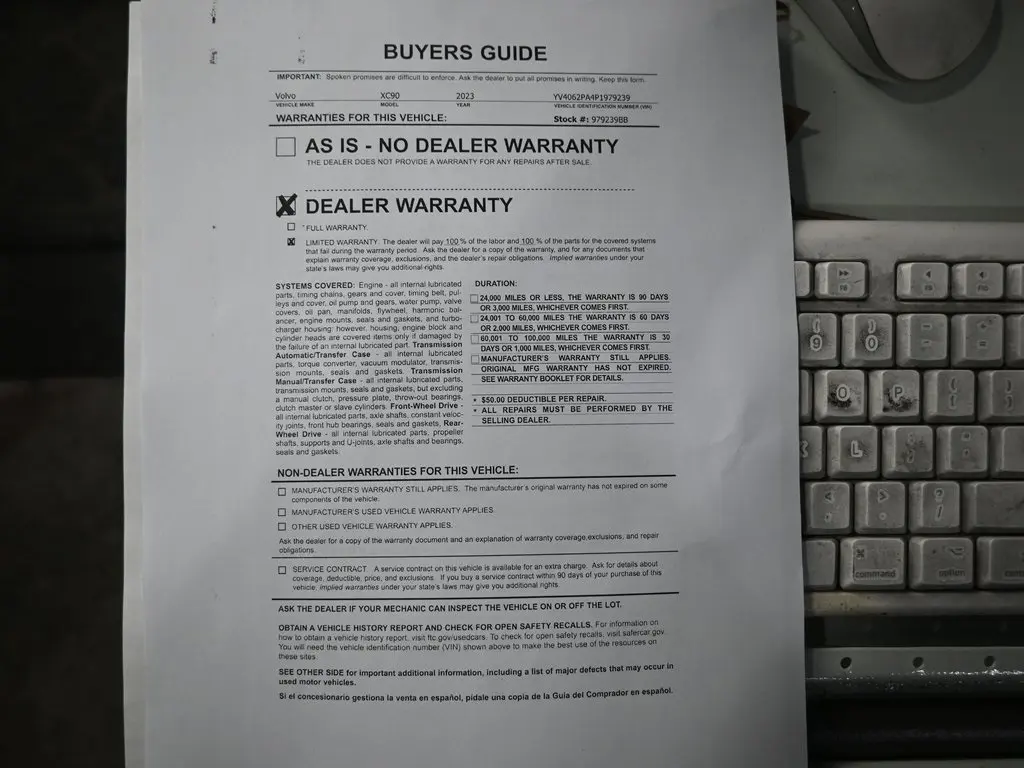 BUYERS GUIDE
IMPORTANT: Spoken promises are difficult to enforce. Ask the dealer to put all promises in writing. Keep this form.
Volvo XC90 2023 YV4062PA4P1979239
VEHICLE MAKE MODEL YEAR VEHICLE IDENTIFICATION NUMBER (VIN)
WARRANTIES FOR THIS VEHICLE: Stock #: 979239BB
AS IS - NO DEALER WARRANTY
THE DEALER DOES NOT PROVIDE A WARRANTY FOR ANY REPAIRS AFTER SALE.
DEALER WARRANTY
FULL WARRANTY.
LIMITED WARRANTY. The dealer will pay 100 % of the labor and 100 % of the parts for the covered systems
that fail during the warranty period. Ask the dealer for a copy of the warranty, and for any documents that
explain warranty coverage, exclusions, and the dealer's repair obligations. Implied warranties under your
state's laws may give you additional rights.
SYSTEMS COVERED: Engine - all internal lubricated
parts, timing chains, gears and cover, timing belt, pul-
leys and cover, oil pump and gears, water pump, valve
covers, oil pan, manifolds, flywheel, harmonic bal-
ancer, engine mounts, seals and gaskets, and turbo-
charger housing: however, housing, engine block and
cylinder heads are covered items only if damaged by
the failure of an internal lubricated part. Transmission
Automatic/Transfer Case - all internal lubricated
parts, torque converter, vacuum modulator, transmis-
sion mounts, seals and gaskets. Transmission
Manual/Transfer Case - all internal lubricated parts,
transmission mounts, seals and gaskets, but excluding
a manual clutch, pressure plate, throw-out bearings,
clutch master or slave cylinders. Front-Wheel Drive -
all internal lubricated parts, axle shafts, constant veloc-
ity joints, front hub bearings, seals and gaskets, Rear-
Wheel Drive - all internal lubricated parts, propeller
shafts, supports and U-joints, axle shafts and bearings,
seals and gaskets.
DURATION:
24,000 MILES OR LESS, THE WARRANTY IS 90 DAYS
OR 3,000 MILES, WHICHEVER COMES FIRST.
24,001 TO 60,000 MILES THE WARRANTY IS 60 DAYS
OR 2,000 MILES, WHICHEVER COMES FIRST.
60,001 TO 100,000 MILES THE WARRANTY IS 30
DAYS OR 1,000 MILES, WHICHEVER COMES FIRST.
MANUFACTURER'S WARRANTY STILL APPLIES.
ORIGINAL MFG WARRANTY HAS NOT EXPIRED.
SEE WARRANTY BOOKLET FOR DETAILS.
• $50.00 DEDUCTIBLE PER REPAIR.
• ALL REPAIRS MUST BE PERFORMED BY THE
SELLING DEALER.
NON-DEALER WARRANTIES FOR THIS VEHICLE:
MANUFACTURER'S WARRANTY STILL APPLIES. The manufacturer's original warranty has not expired on some
components of the vehicle.
MANUFACTURER'S USED VEHICLE WARRANTY APPLIES.
OTHER USED VEHICLE WARRANTY APPLIES.
Ask the dealer for a copy of the warranty document and an explanation of warranty coverage,exclusions, and repair
obligations.
SERVICE CONTRACT. A service contract on this vehicle is available for an extra charge. Ask for details about
coverage, deductible, price, and exclusions. If you buy a service contract within 90 days of your purchase of this
vehicle, implied warranties under your state's laws may give you additional rights.
ASK THE DEALER IF YOUR MECHANIC CAN INSPECT THE VEHICLE ON OR OFF THE LOT.
OBTAIN A VEHICLE HISTORY REPORT AND CHECK FOR OPEN SAFETY RECALLS. For information on
how to obtain a vehicle history report, visit ftc.gov/usedcars. To check for open safety recalls, visit safercar.gov.
You will need the vehicle identification number (VIN) shown above to make the best use of the resources on
these sites.
SEE OTHER SIDE for important additional information, including a list of major defects that may occur in
used motor vehicles.
Si el concesionario gestiona la venta en español, pídale una copia de la Guía del Comprador en español.
F8
( 9
) 0
- =
O P { [ } ]
L
< , > . ? /
command option